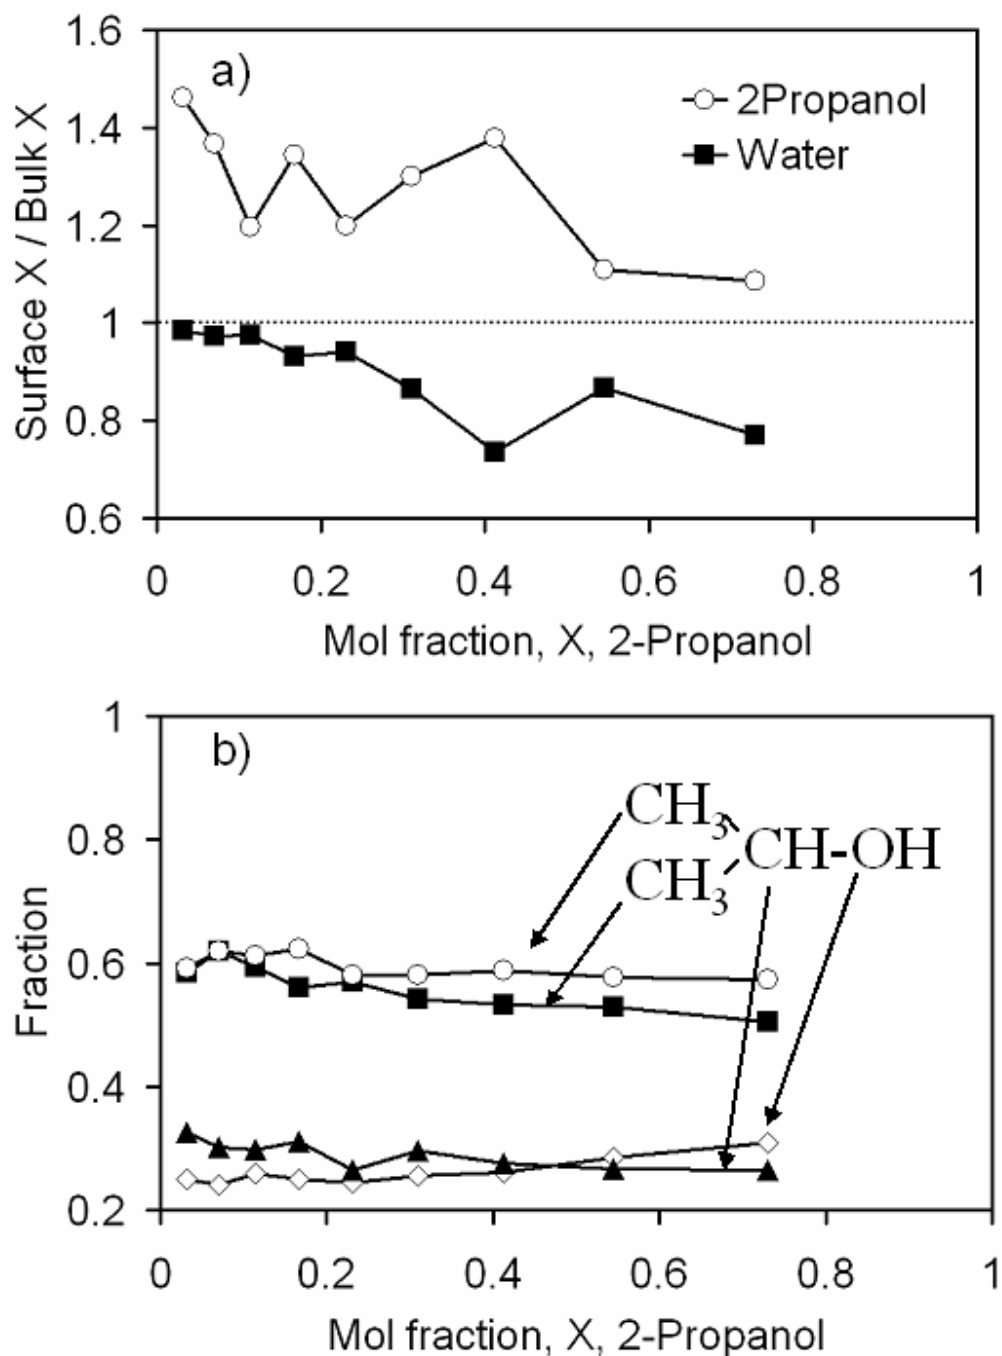 1.6
a)
2Propanol
1.4
Water
1.2
1
0.8
0.6
Surface X / Bulk X
0 0.2 0.4 0.6 0.8 1
Mol fraction, X, 2-Propanol
1
b)
CH3
CH-OH
CH3
0.8
0.6
0.4
0.2
Fraction
0 0.2 0.4 0.6 0.8 1
Mol fraction, X, 2-Propanol